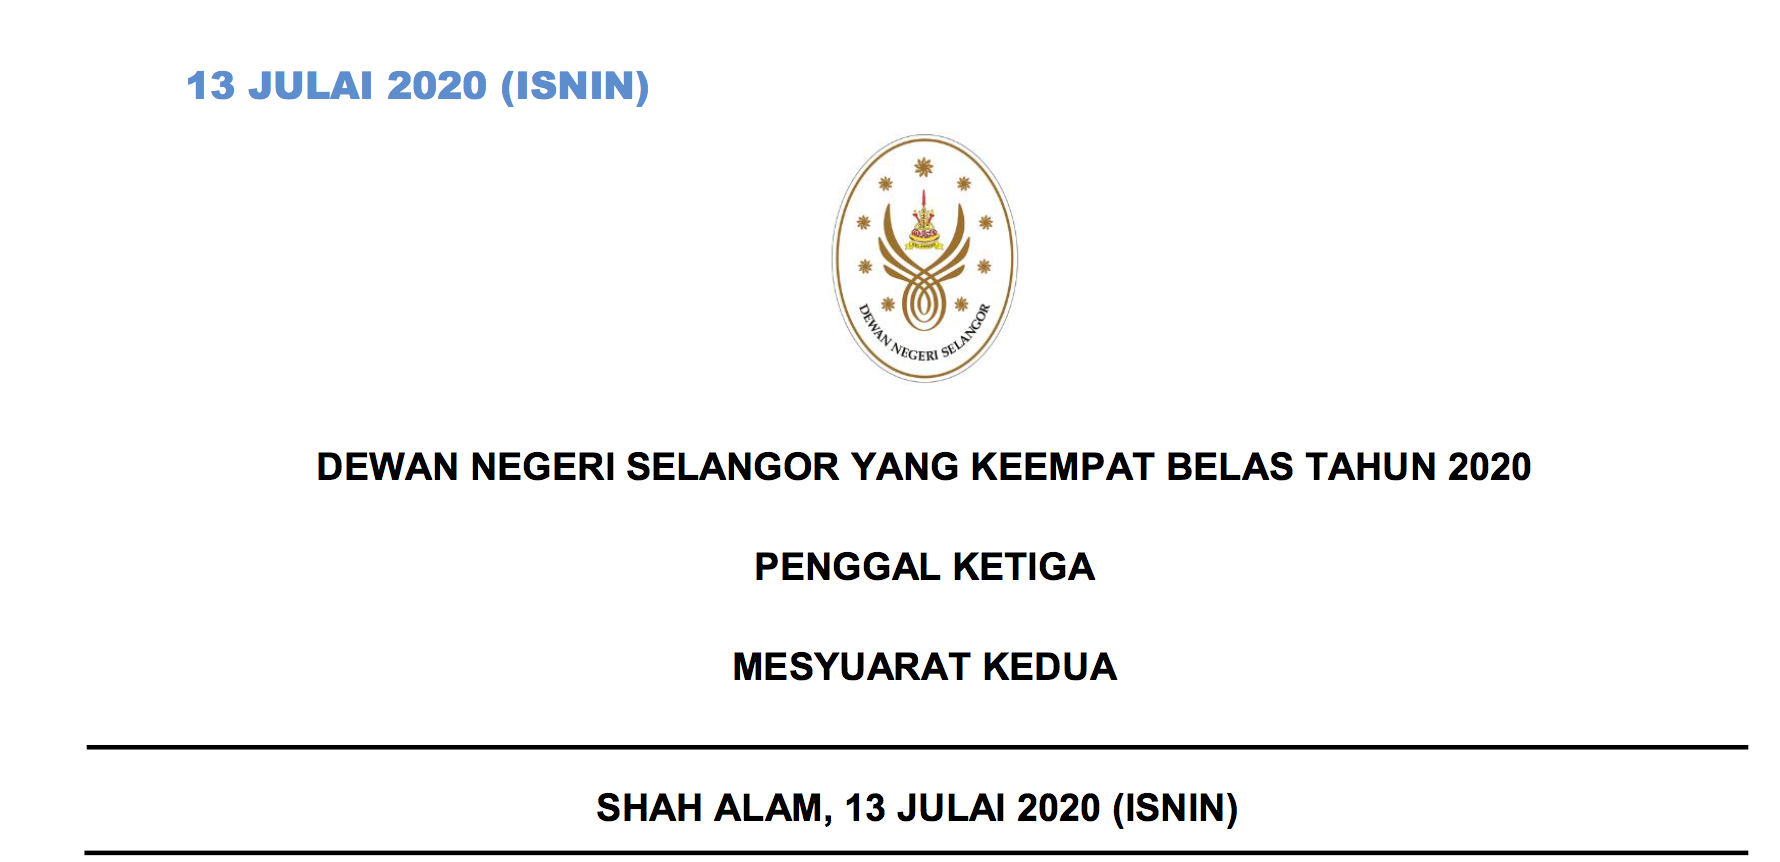 13 JULAI 2020 (ISNIN)
DEWAN NEGERI SELANGOR
DEWAN NEGERI SELANGOR YANG KEEMPAT BELAS TAHUN 2020
PENGGAL KETIGA
MESYUARAT KEDUA
SHAH ALAM, 13 JULAI 2020 (ISNIN)